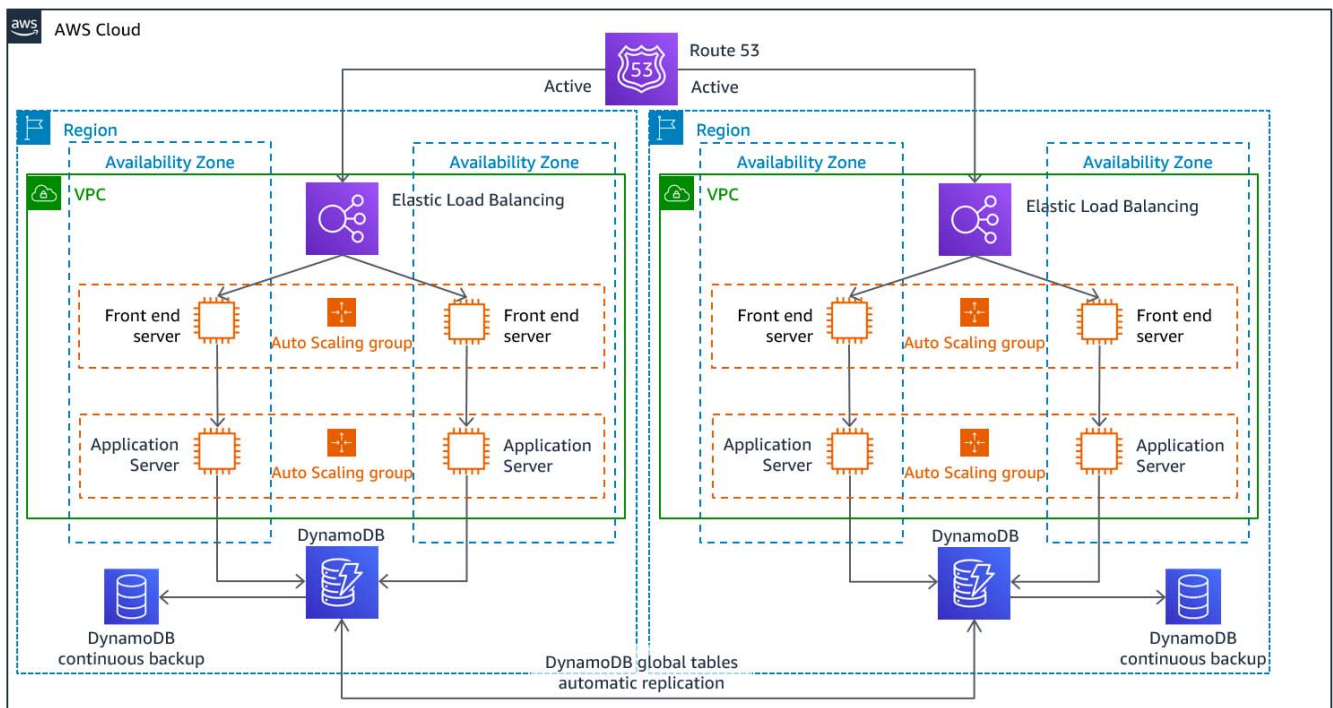 aws
AWS Cloud
53
Route 53
Active
Active
Region
Availability Zone
Availability Zone
VPC
Elastic Load Balancing
Front end
server
Auto Scaling group
Front end
server
Application
Server
Auto Scaling group
Application
Server
DynamoDB
DynamoDB
continuous backup
Region
Availability Zone
Availability Zone
VPC
Elastic Load Balancing
Front end
server
Auto Scaling group
Front end
server
Application
Server
Auto Scaling group
Application
Server
DynamoDB
DynamoDB
continuous backup
DynamoDB global tables
automatic replication